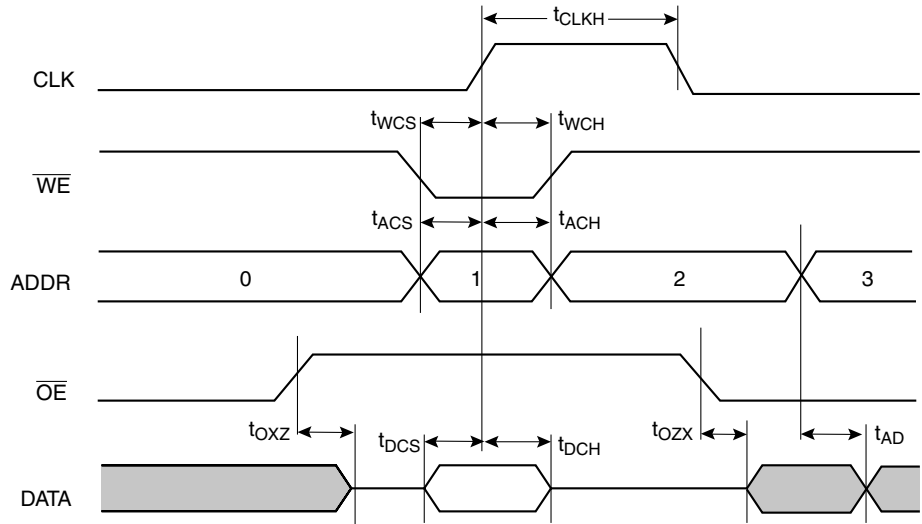 tCLKH
CLK
tWCS tWCH
WE
tACS tACH
ADDR 0 1 2 3
OE
tOXZ tDCS tDCH tOZX tAD
DATA